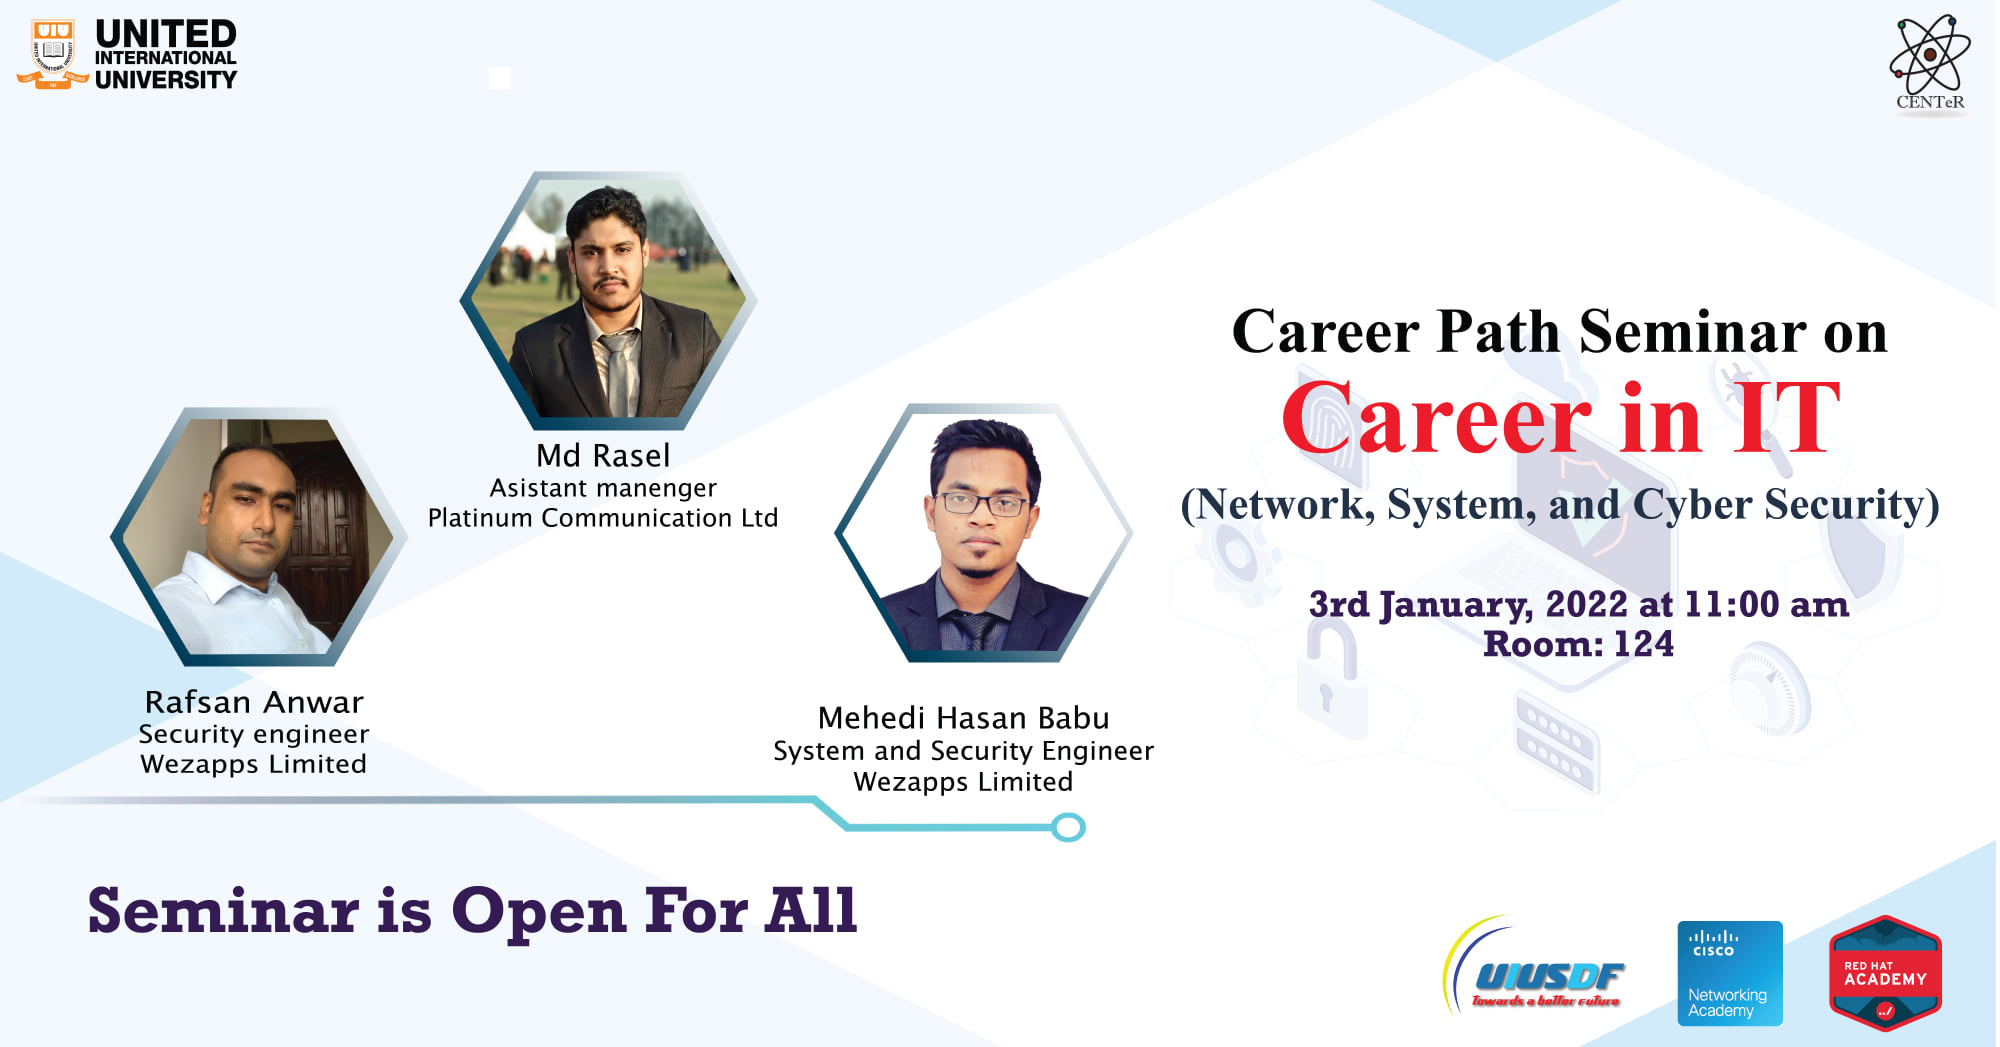 UIU
UNITED
INTERNATIONAL
UNIVERSITY
CENTeR
Md Rasel
Asistant manenger
Platinum Communication Ltd
Rafsan Anwar
Security engineer
Wezapps Limited
Mehedi Hasan Babu
System and Security Engineer
Wezapps Limited
Career Path Seminar on
Career in IT
(Network, System, and Cyber Security)
3rd January, 2022 at 11:00 am
Room: 124
Seminar is Open For All
UIUSDF
Towards a better future
CISCO
Networking
Academy
RED HAT
ACADEMY
../